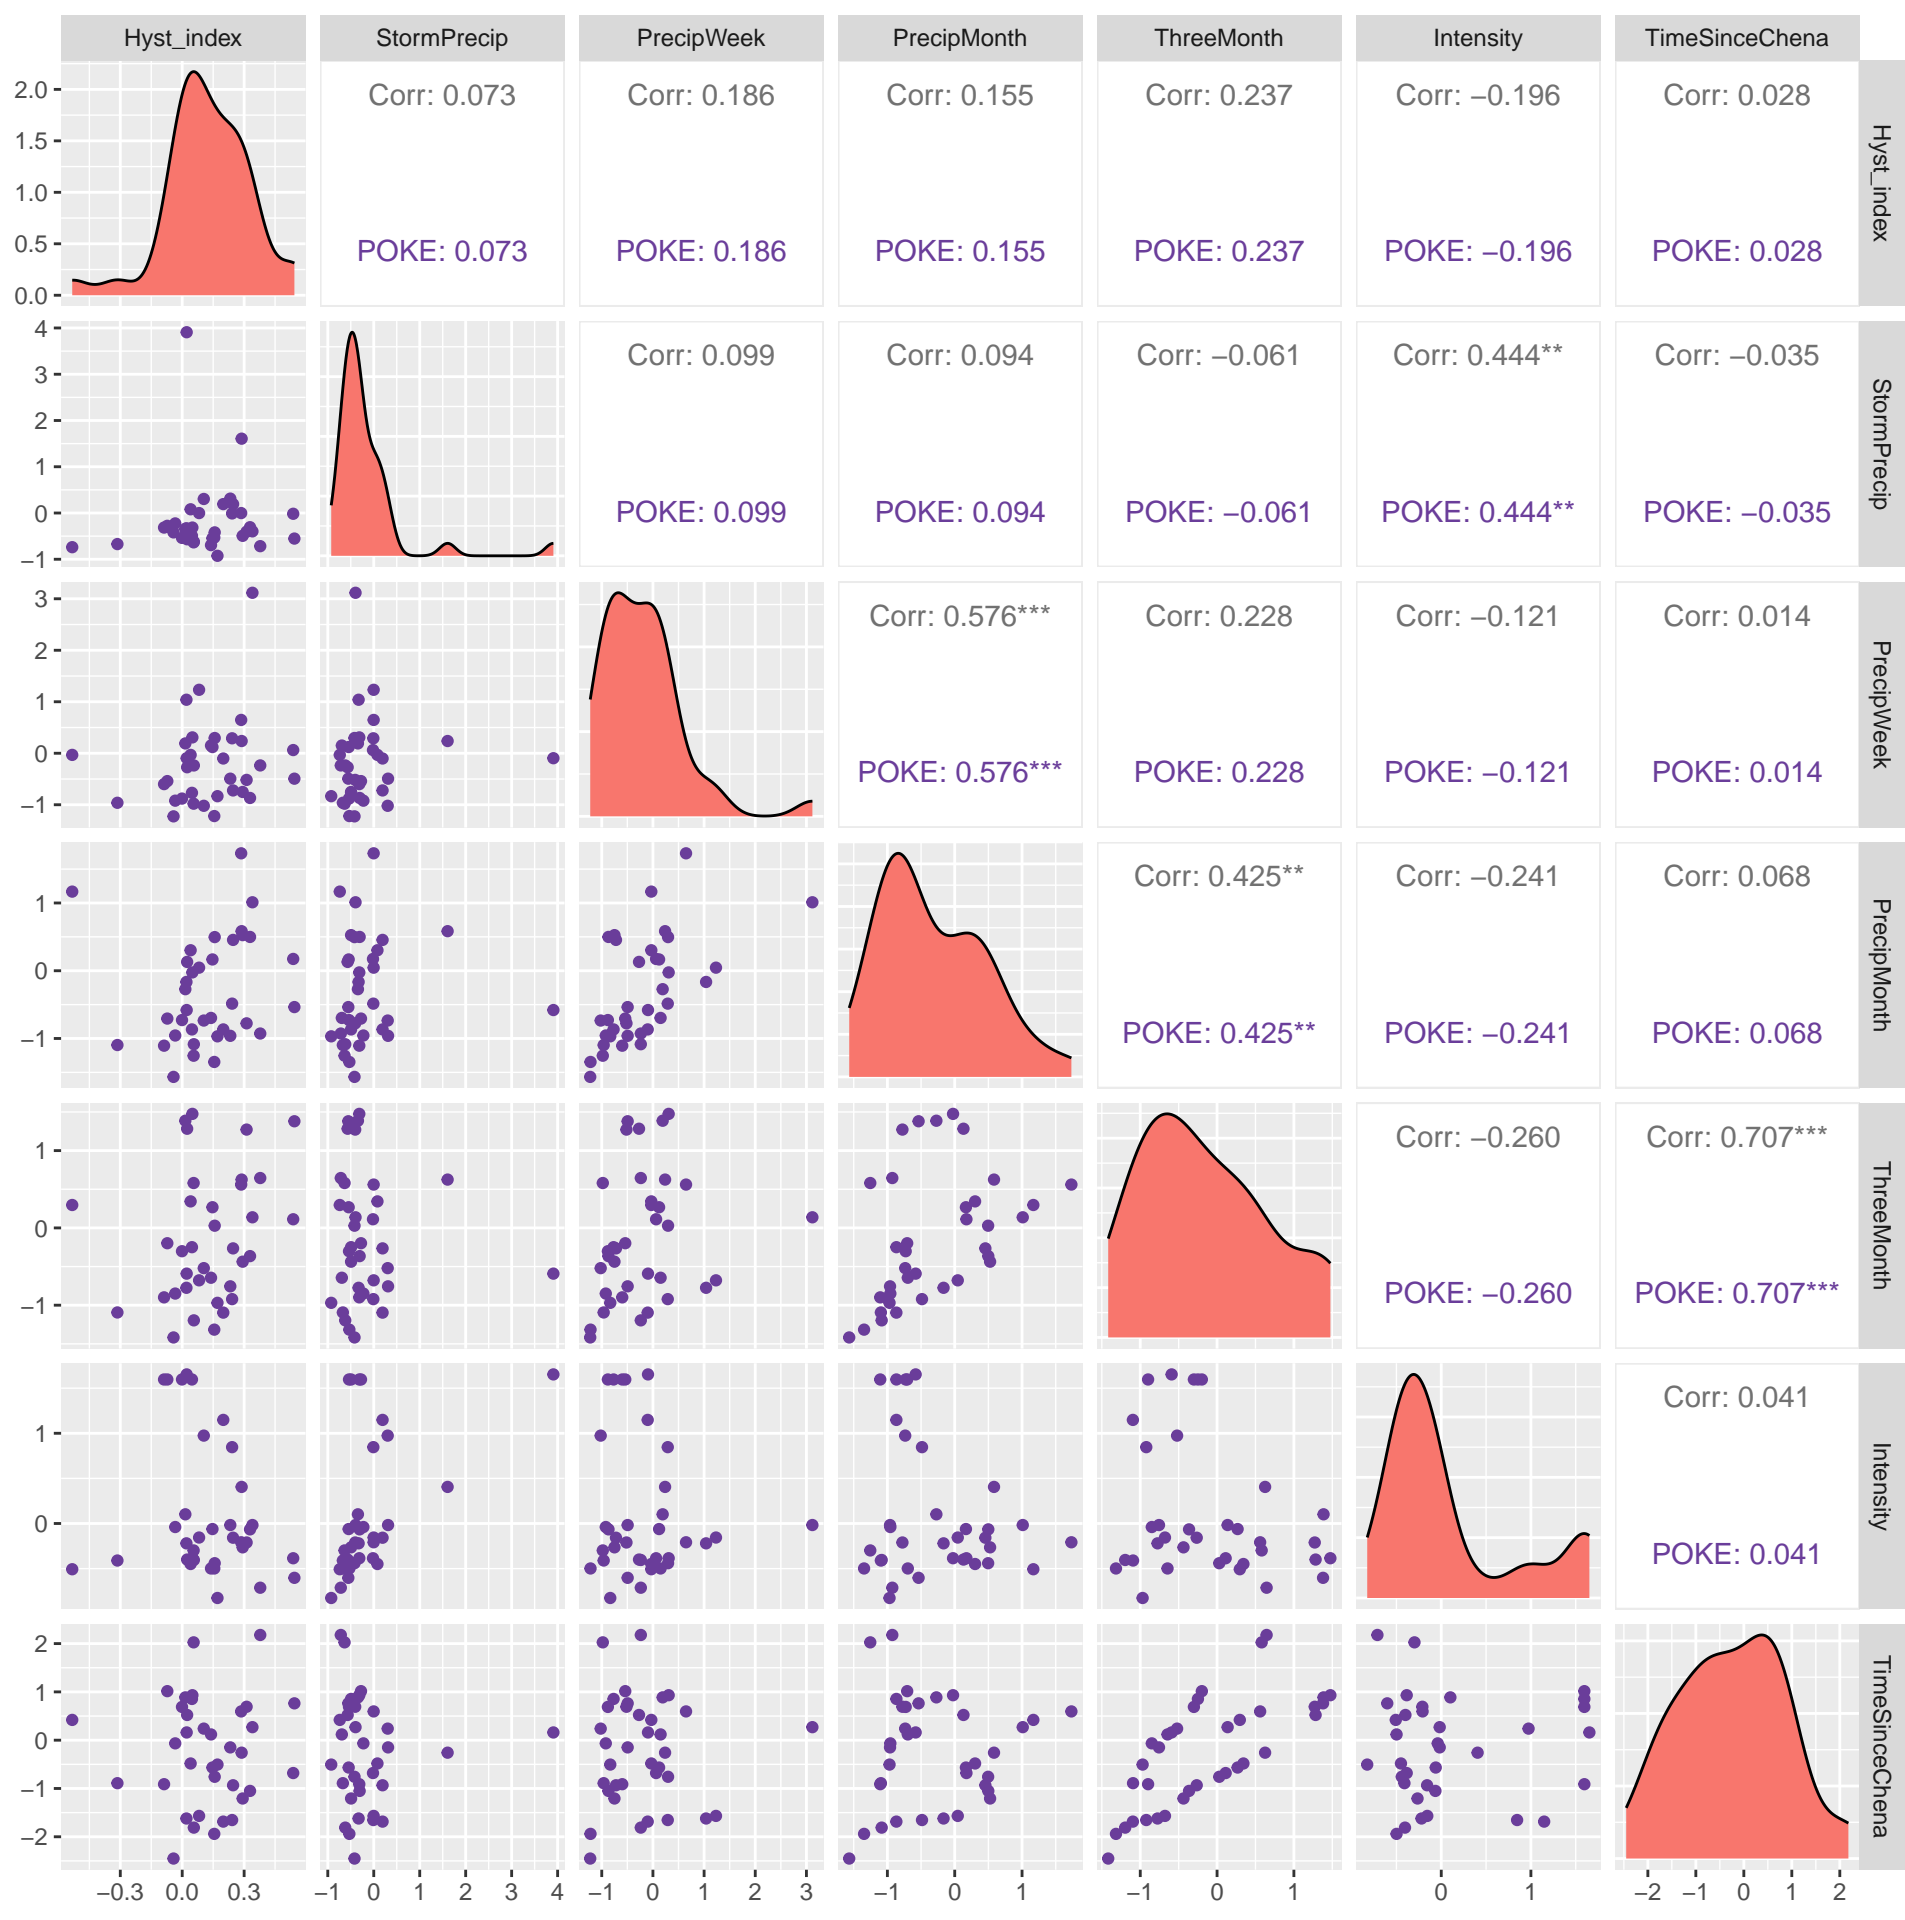 Hyst_index StormPrecip PrecipWeek PrecipMonth ThreeMonth Intensity TimeSinceChena
2.0
1.5
1.0
0.5
0.0
Corr: 0.073 Corr: 0.186 Corr: 0.155 Corr: 0.237 Corr: −0.196 Corr: 0.028
POKE: 0.073 POKE: 0.186 POKE: 0.155 POKE: 0.237 POKE: −0.196 POKE: 0.028
Hyst_index
4
3
2
1
0
−1
Corr: 0.099 Corr: 0.094 Corr: −0.061 Corr: 0.444** Corr: −0.035
POKE: 0.099 POKE: 0.094 POKE: −0.061 POKE: 0.444** POKE: −0.035
StormPrecip
3
2
1
0
−1
Corr: 0.576*** Corr: 0.228 Corr: −0.121 Corr: 0.014
POKE: 0.576*** POKE: 0.228 POKE: −0.121 POKE: 0.014
PrecipWeek
1
0
−1
Corr: 0.425** Corr: −0.241 Corr: 0.068
POKE: 0.425** POKE: −0.241 POKE: 0.068
PrecipMonth
1
0
−1
Corr: −0.260 Corr: 0.707***
POKE: −0.260 POKE: 0.707***
ThreeMonth
1
0
Corr: 0.041
POKE: 0.041
Intensity
2
1
0
−1
−2
TimeSinceChena
−0.3 0.0 0.3 −1 0 1 2 3 4 −1 0 1 2 3 −1 0 1 −1 0 1 0 1 −2 −1 0 1 2